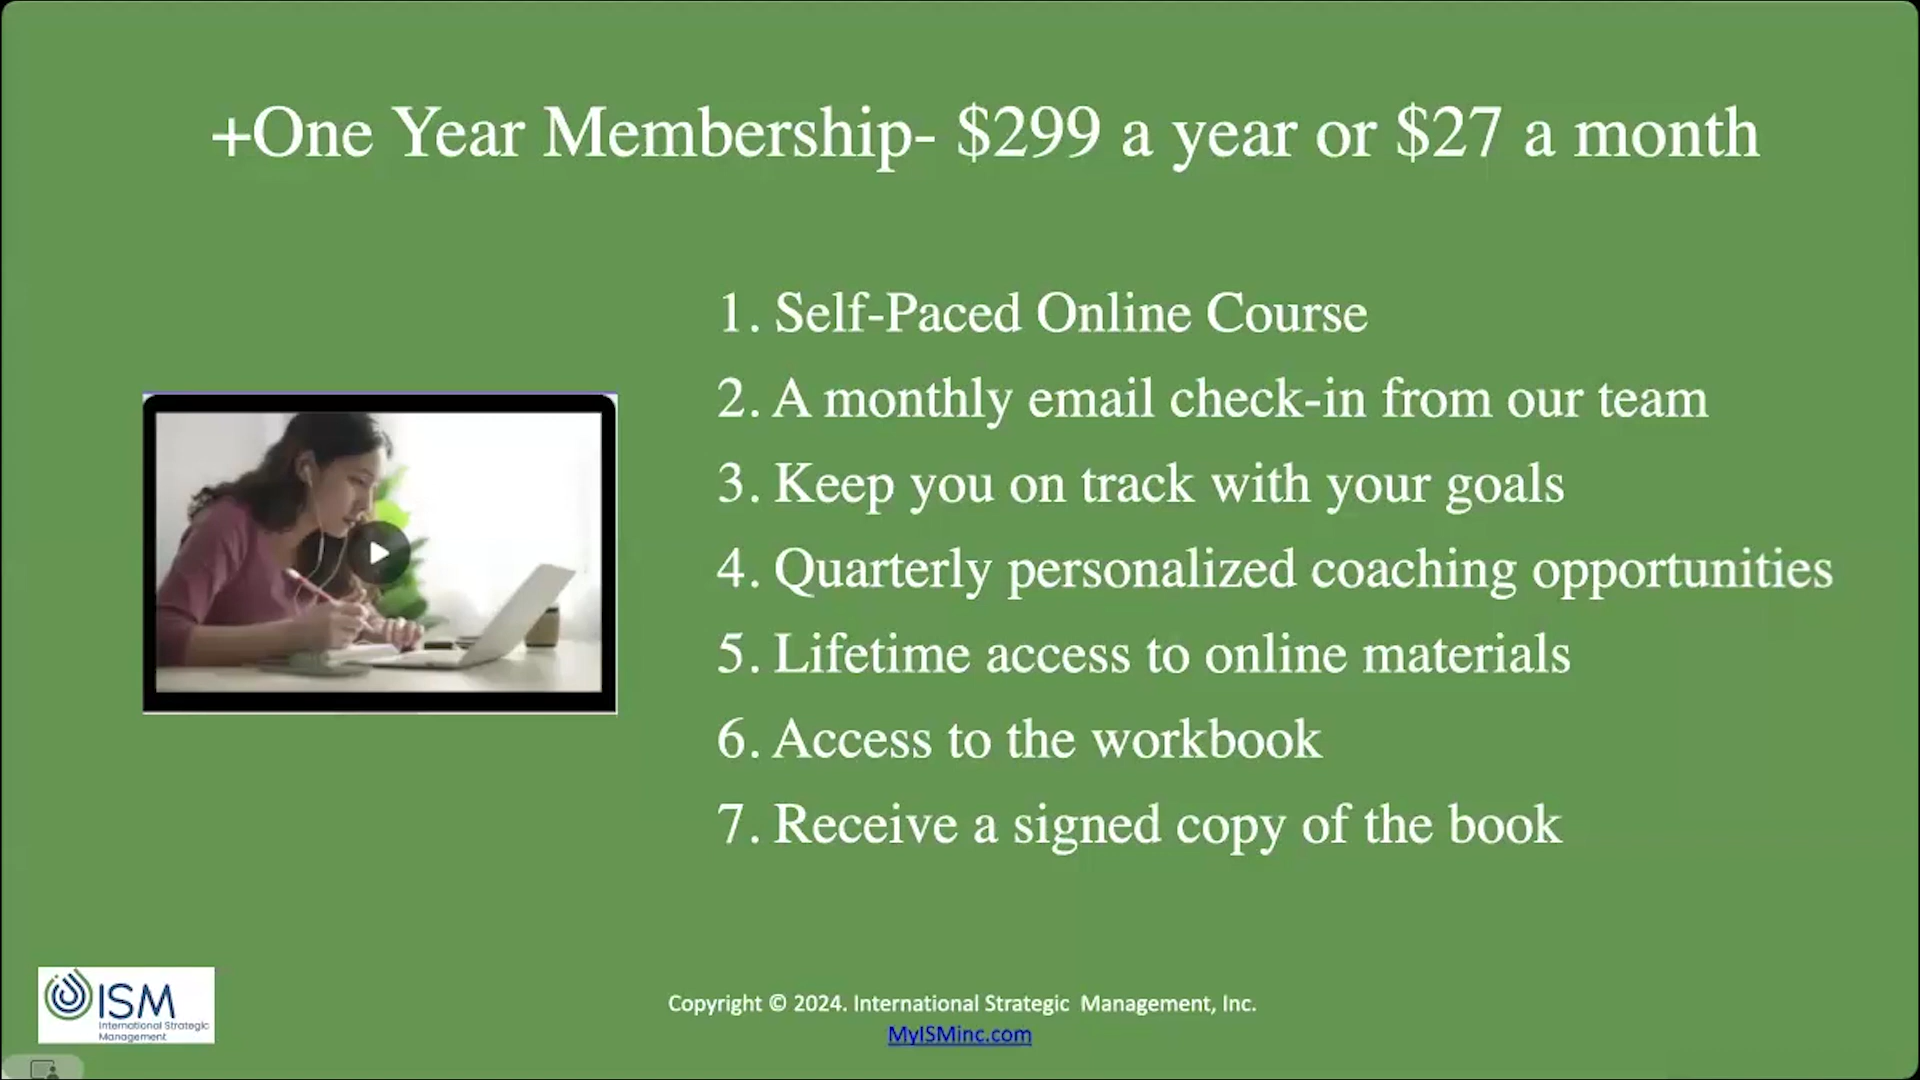 +One Year Membership- $299 a year or $27 a month
1. Self-Paced Online Course
2. A monthly email check-in from our team
3. Keep you on track with your goals
4. Quarterly personalized coaching opportunities
5. Lifetime access to online materials
6. Access to the workbook
7. Receive a signed copy of the book
ISM
International Strategic
Management
Copyright © 2024. International Strategic Management, Inc.
MyISMinc.com